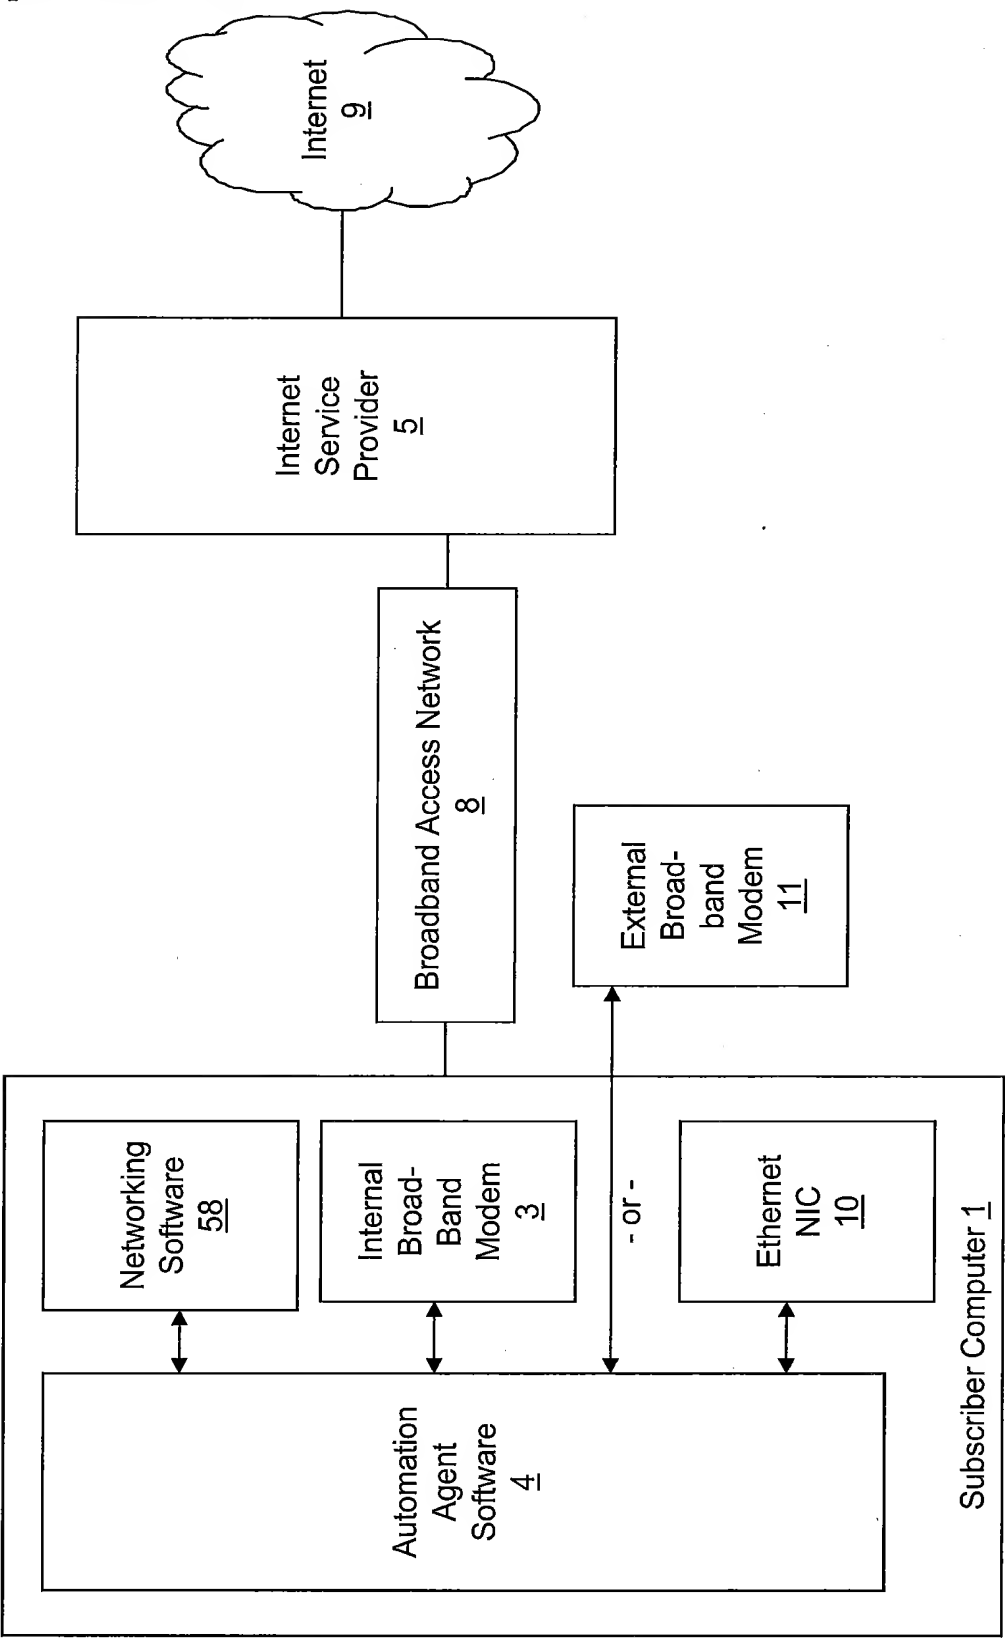 Automation
Agent
Software
4
Networking
Software
58
Internal
Broad-
Band
Modem
3
- or -
Ethernet
NIC
10
Subscriber Computer 1
External
Broad-
band
Modem
11
Broadband Access Network
8
Internet
Service
Provider
5
Internet
9